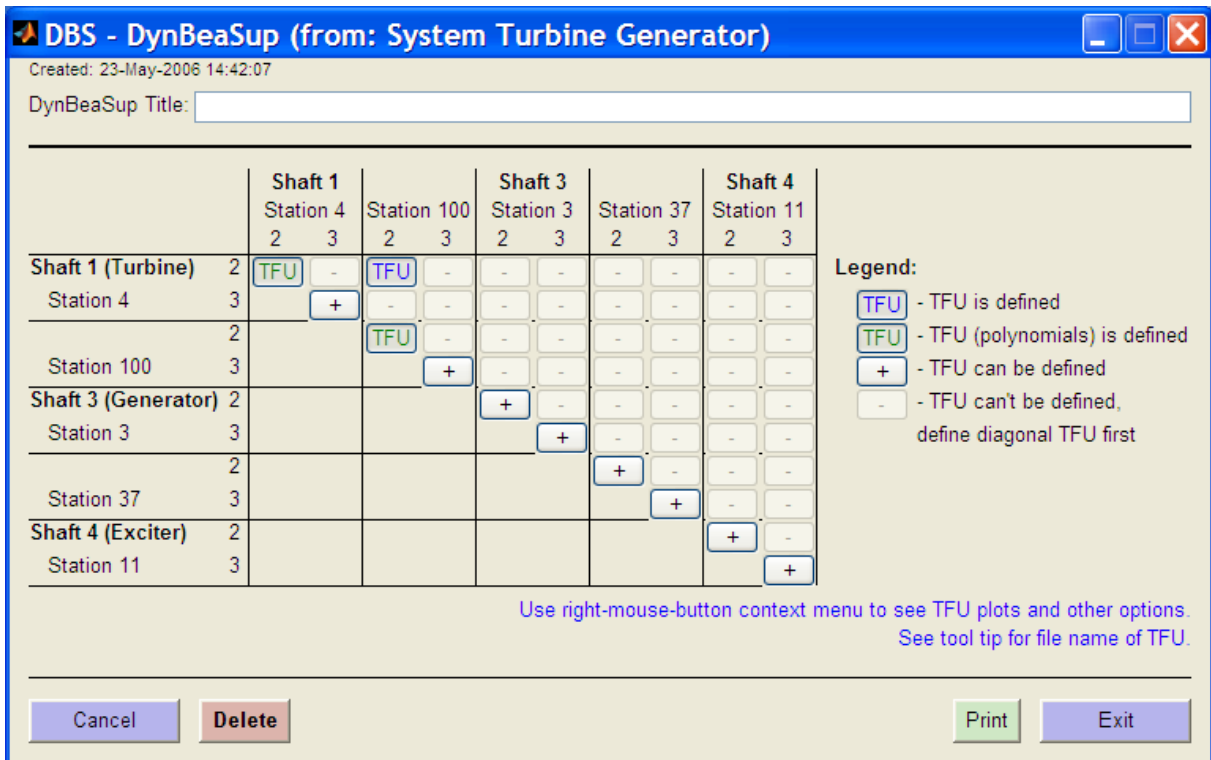 DBS - DynBeaSup (from: System Turbine Generator)
Created: 23-May-2006 14:42:07
DynBeaSup Title:
Shaft 1 Shaft 3 Shaft 4
Station 4 Station 100 Station 3 Station 37 Station 11
2 3 2 3 2 3 2 3 2 3
Shaft 1 (Turbine) 2 TFU - TFU - - - - - - -
Station 4 3 + - - - - - - - -
2 TFU - - - - - - -
Station 100 3 + - - - - - -
Shaft 3 (Generator) 2 + - - - - -
Station 3 3 + - - - -
2 + - - -
Station 37 3 + - -
Shaft 4 (Exciter) 2 + -
Station 11 3 +
Legend:
TFU - TFU is defined
TFU - TFU (polynomials) is defined
+ - TFU can be defined
- - TFU can't be defined,
define diagonal TFU first
Use right-mouse-button context menu to see TFU plots and other options.
See tool tip for file name of TFU.
Cancel Delete Print Exit